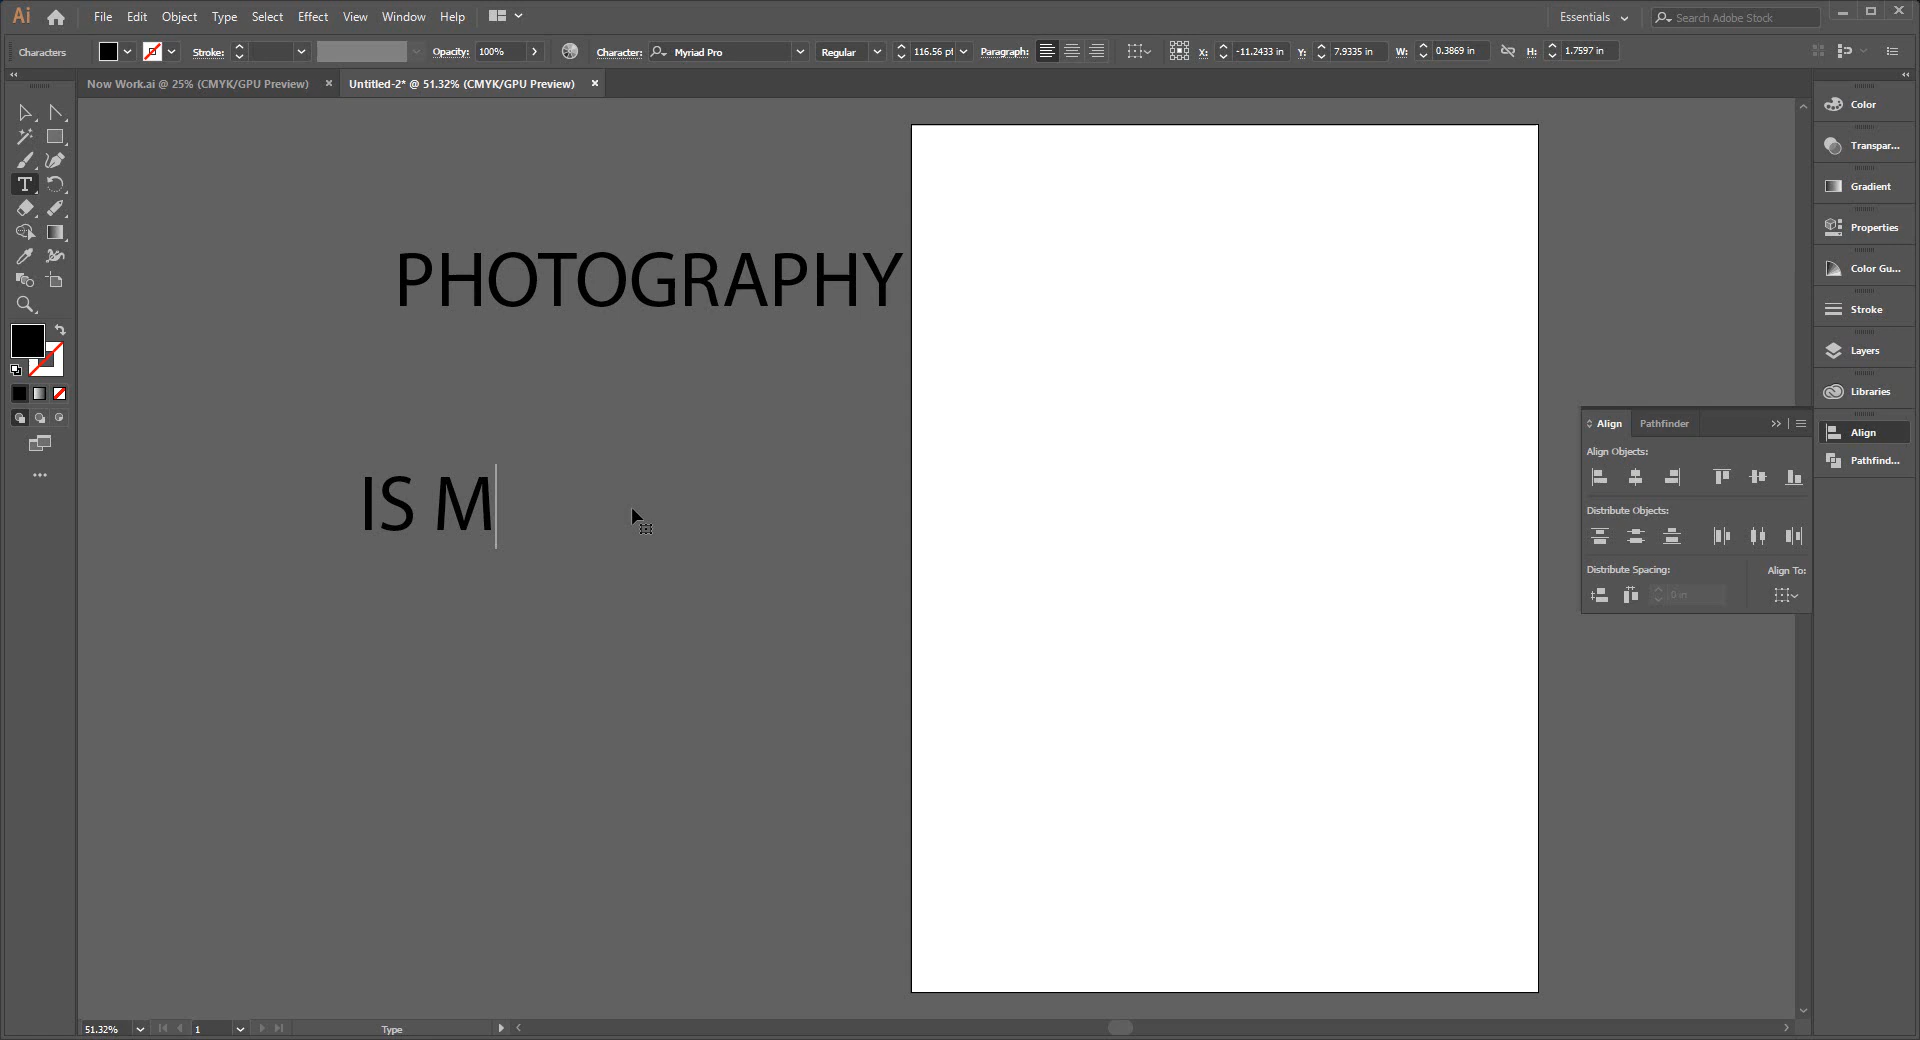 Ai File Edit Object Type Select Effect View Window Help Essentials Search Adobe Stock
Characters Stroke: Opacity: 100% Character: Myriad Pro Regular 116.56 pt Paragraph: X: -11.2433 in Y: 7.9335 in W: 0.3869 in H: 1.7597 in
Now Work.ai @ 25% (CMYK/GPU Preview) Untitled-2* @ 51.32% (CMYK/GPU Preview)
Color
Transpar...
Gradient
Properties
Color Gu...
PHOTOGRAPHY
Stroke
Layers
Libraries
Align Pathfinder
Align
Align Objects:
Pathfind...
IS M
Distribute Objects:
Distribute Spacing: Align To:
0 in
51.32% 1 Type